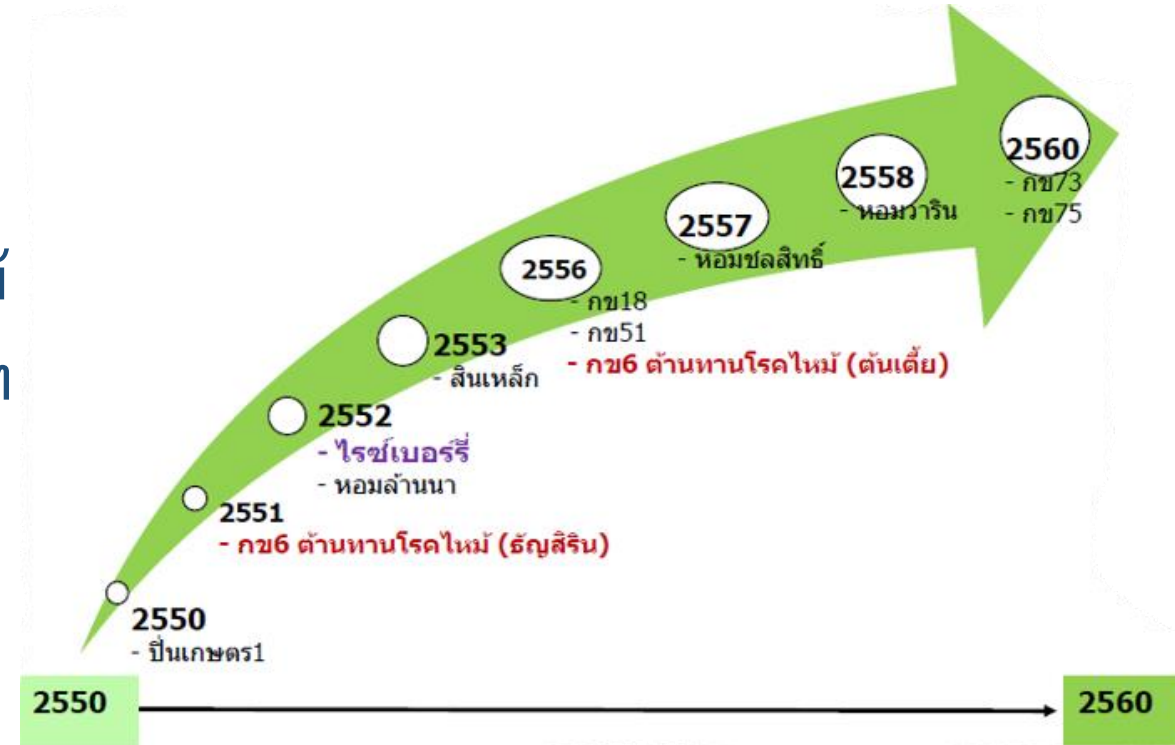 2560
- กข73
- กข75
2558
- หอมวาริน
2557
- หอมชลสิทธิ์
2556
- กข18
- กข51
- กข6 ต้านทานโรคไหม้ (ต้นเตี้ย)
2553
- สินเหล็ก
2552
- ไรซ์เบอร์รี่
- หอมล้านนา
2551
- กข6 ต้านทานโรคไหม้ (ธัญสิริน)
2550
- ปิ่นเกษตร1
2550
2560